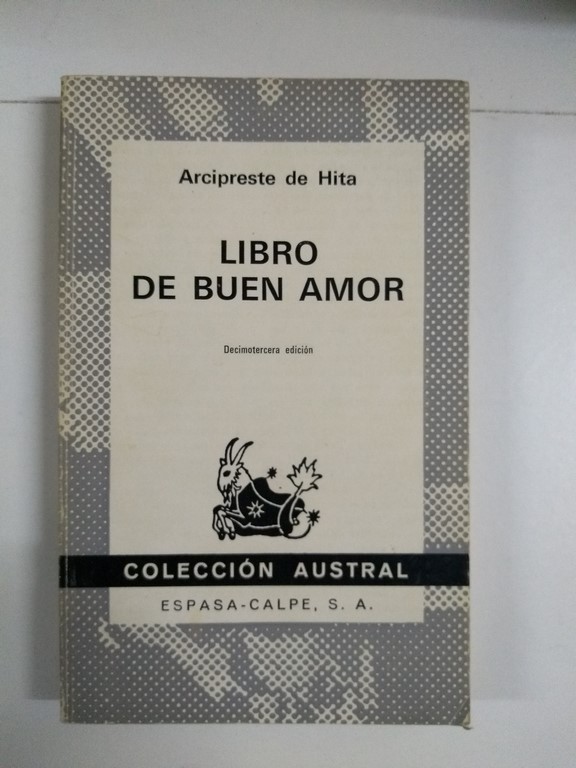 Arcipreste de Hita
LIBRO
DE BUEN AMOR
Decimotercera edición
COLECCIÓN AUSTRAL
ESPASA-CALPE, S. A.